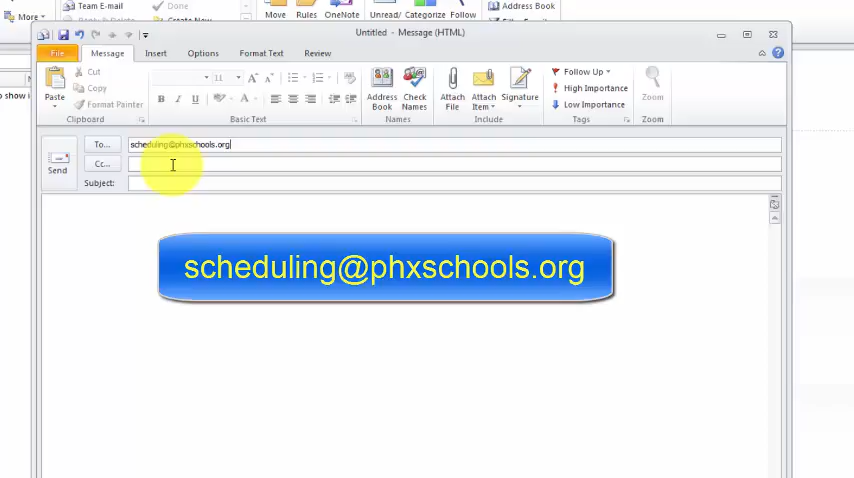 More
Team E-mail
Done
Create New
Move
Rules
OneNote
Unread/
Categorize
Follow
Address Book
Untitled - Message (HTML)
File
Message
Insert
Options
Format Text
Review
Cut
Copy
Format Painter
Paste
Clipboard
11
B I U
A
Basic Text
Address
Book
Check
Names
Names
Attach
File
Attach
Item
Signature
Include
Follow Up
High Importance
Low Importance
Tags
Zoom
Zoom
o show i
Send
To...
scheduling@phxschools.org
Cc...
Subject:
scheduling@phxschools.org